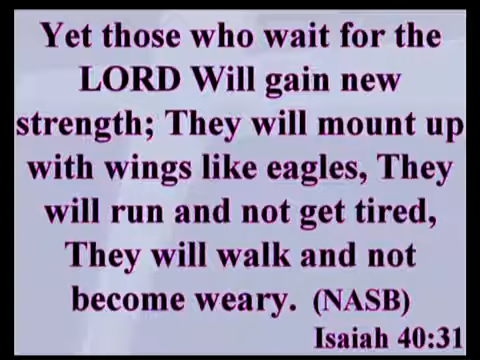 Yet those who wait for the
LORD Will gain new
strength; They will mount up
with wings like eagles, They
will run and not get tired,
They will walk and not
become weary. (NASB)
Isaiah 40:31